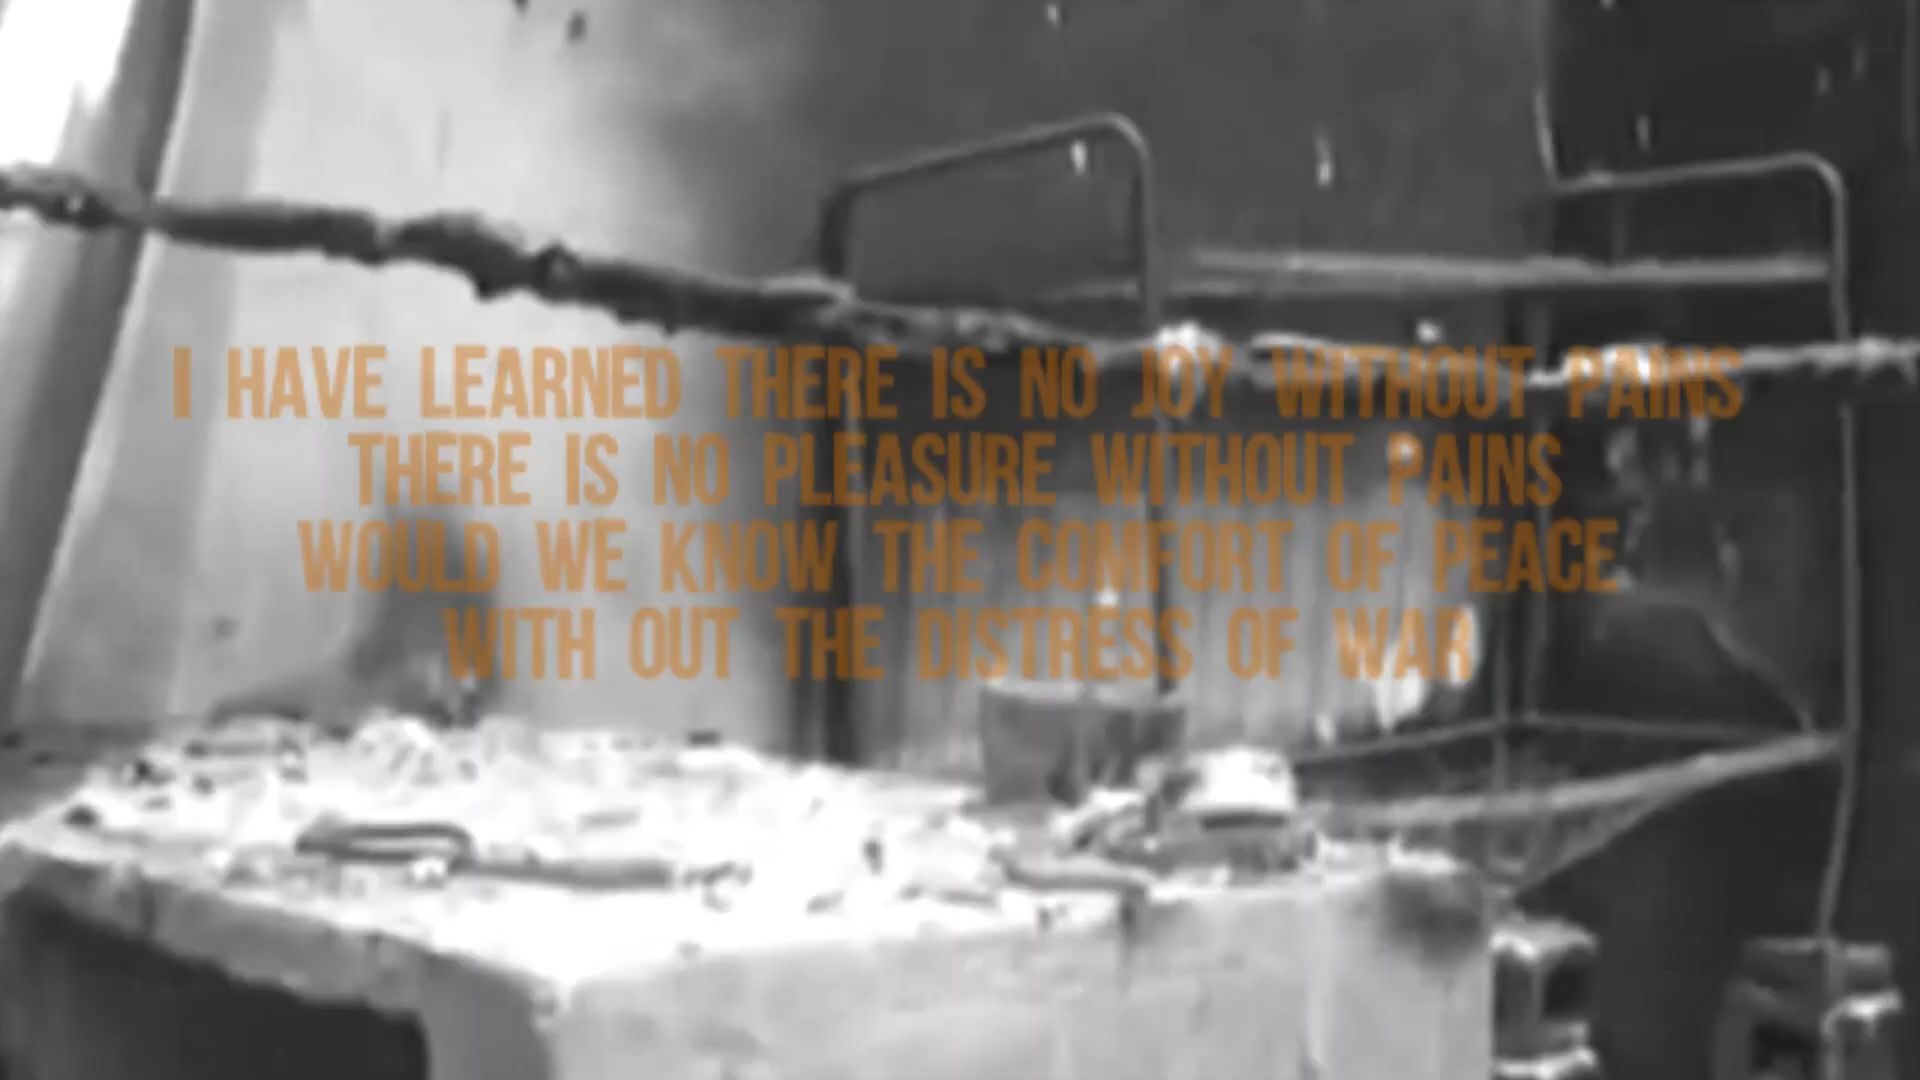 I HAVE LEARNED THERE IS NO JOY WITHOUT PAINS
THERE IS NO PLEASURE WITHOUT PAINS
WOULD WE KNOW THE COMFORT OF PEACE
WITH OUT THE DISTRESS OF WAR